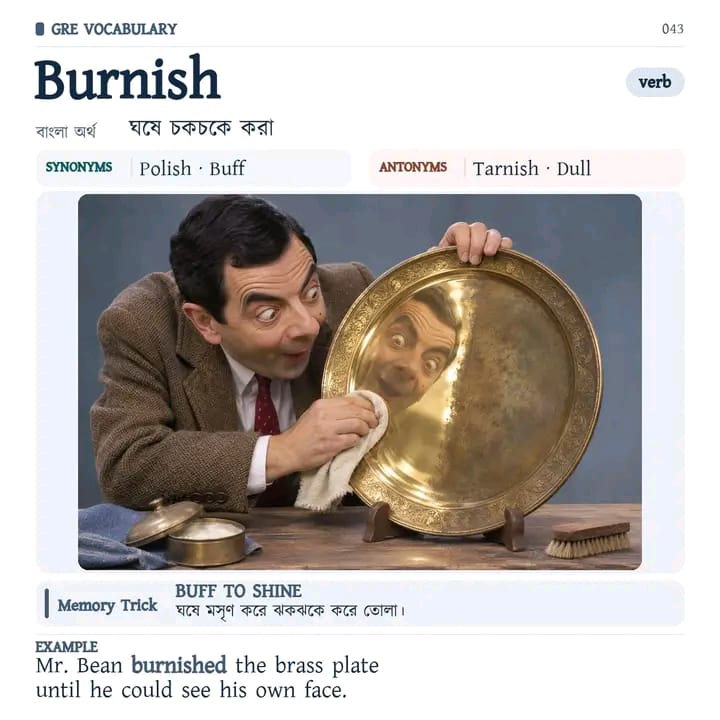 GRE VOCABULARY
043
Burnish
verb
বাংলা অর্থ ঘষে চকচকে করা
SYNONYMS Polish · Buff
ANTONYMS Tarnish · Dull
Memory Trick
BUFF TO SHINE
ঘষে মসৃণ করে ঝকঝকে করে তোলা।
EXAMPLE
Mr. Bean burnished the brass plate
until he could see his own face.